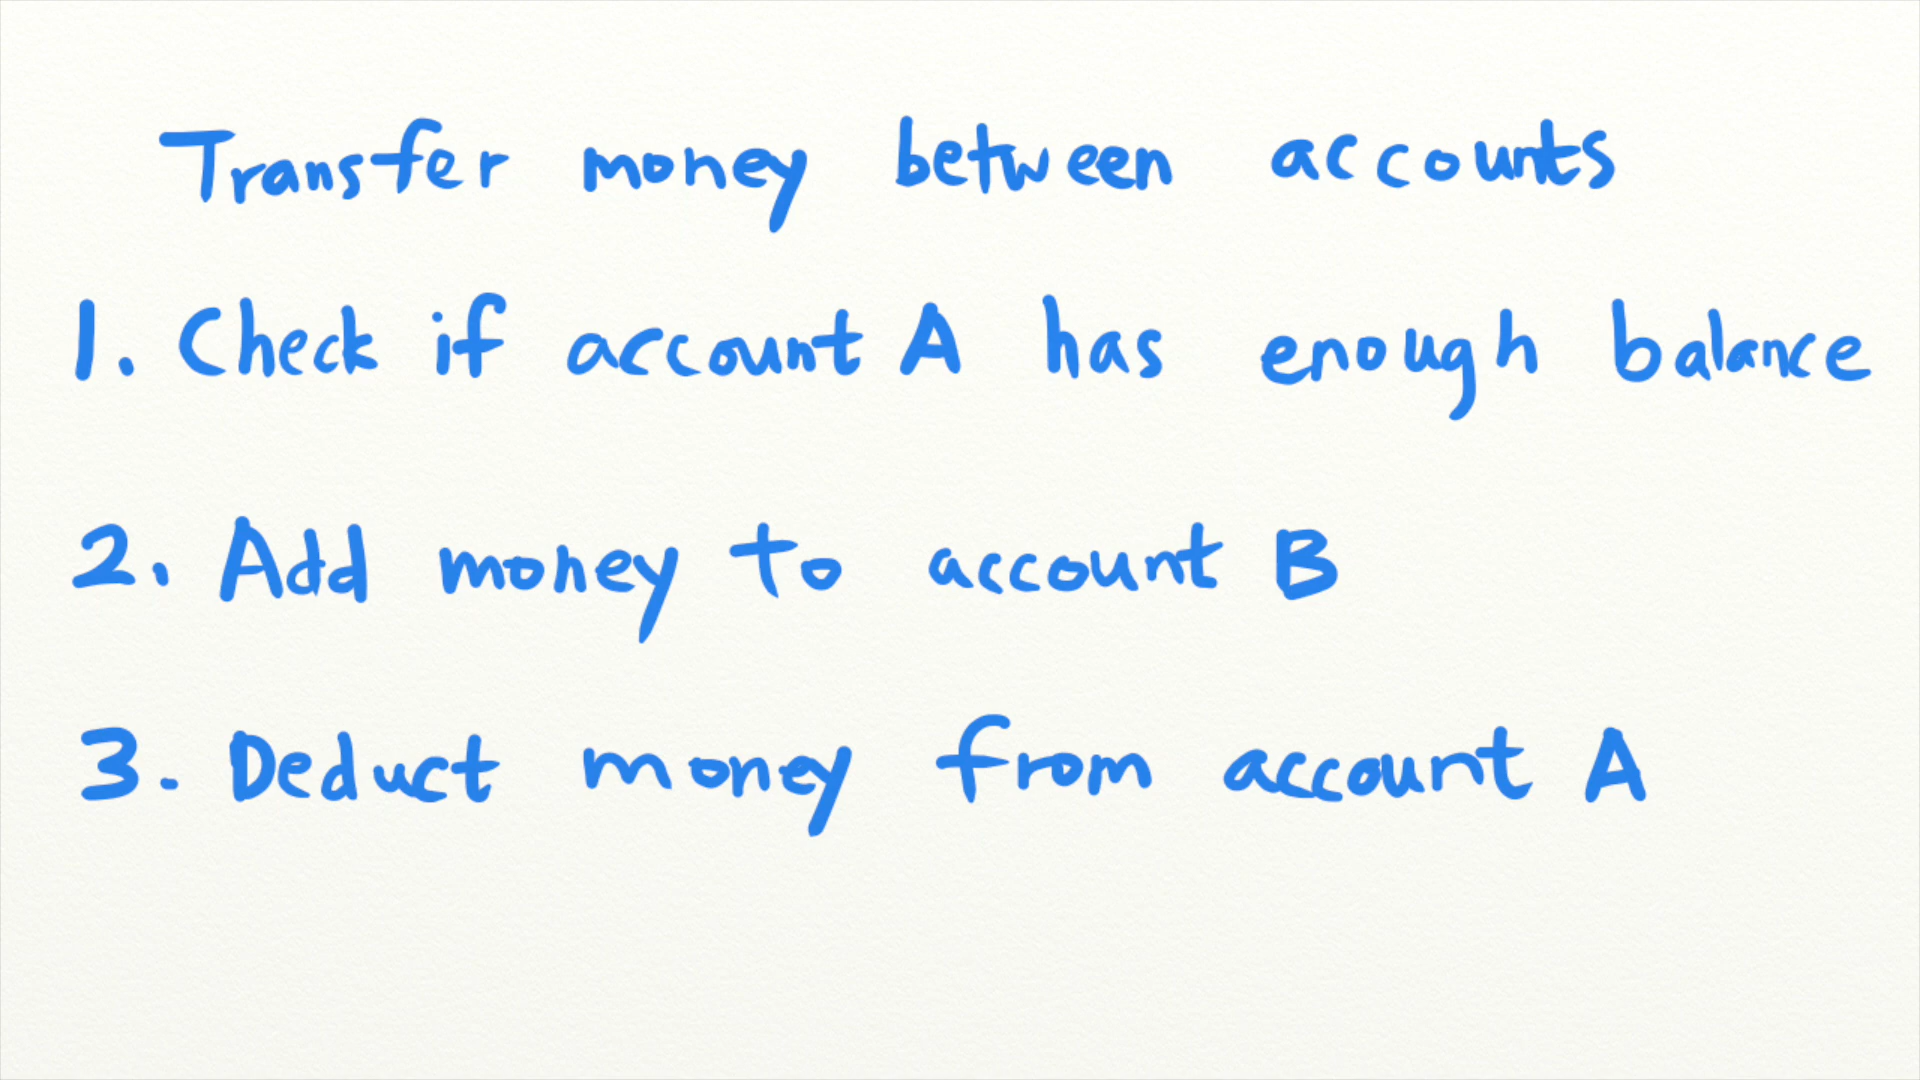 Transfer money between accounts
1. Check if account A has enough balance
2. Add money to account B
3. Deduct money from account A